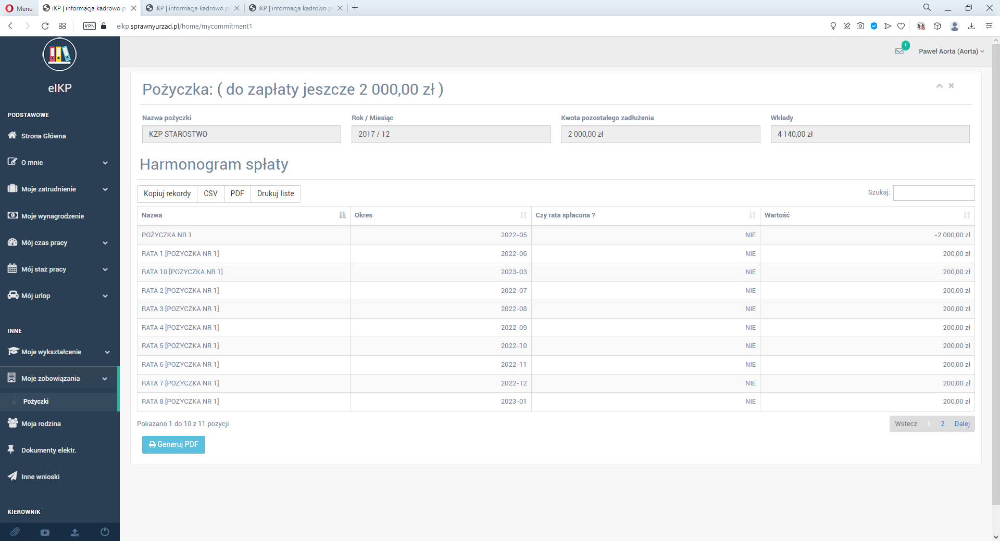 Menu
iKP | informacja kadrowo p
iKP | informacja kadrowo p
iKP | informacja kadrowo p
VPN
eikp.sprawnyurzad.pl/home/mycommitment1
eIKP
PODSTAWOWE
Strona Główna
O mnie
Moje zatrudnienie
Moje wynagrodzenie
Mój czas pracy
Mój staż pracy
Mój urlop
INNE
Moje wykształcenie
Moje zobowiązania
Pożyczki
Moja rodzina
Dokumenty elektr.
Inne wnioski
KIEROWNIK
!
Paweł Aorta (Aorta)
Pożyczka: ( do zapłaty jeszcze 2 000,00 zł )
Nazwa pożyczki Rok / Miesiąc Kwota pozostałego zadłużenia Wkłady
KZP STAROSTWO 2017 / 12 2 000,00 zł 4 140,00 zł
Harmonogram spłaty
Kopiuj rekordy CSV PDF Drukuj liste Szukaj:
Nazwa Okres Czy rata spłacona ? Wartość
POŻYCZKA NR 1 2022-05 NIE -2 000,00 zł
RATA 1 [POZYCZKA NR 1] 2022-06 NIE 200,00 zł
RATA 10 [POZYCZKA NR 1] 2023-03 NIE 200,00 zł
RATA 2 [POZYCZKA NR 1] 2022-07 NIE 200,00 zł
RATA 3 [POZYCZKA NR 1] 2022-08 NIE 200,00 zł
RATA 4 [POZYCZKA NR 1] 2022-09 NIE 200,00 zł
RATA 5 [POZYCZKA NR 1] 2022-10 NIE 200,00 zł
RATA 6 [POZYCZKA NR 1] 2022-11 NIE 200,00 zł
RATA 7 [POZYCZKA NR 1] 2022-12 NIE 200,00 zł
RATA 8 [POZYCZKA NR 1] 2023-01 NIE 200,00 zł
Pokazano 1 do 10 z 11 pozycji Wstecz 1 2 Dalej
Generuj PDF